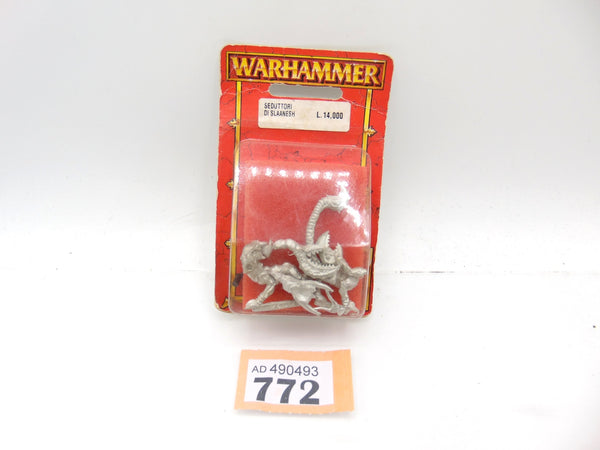 WARHAMMER
SEDUTTORI
DI SLAANESH L. 14,000
AD 490493
772